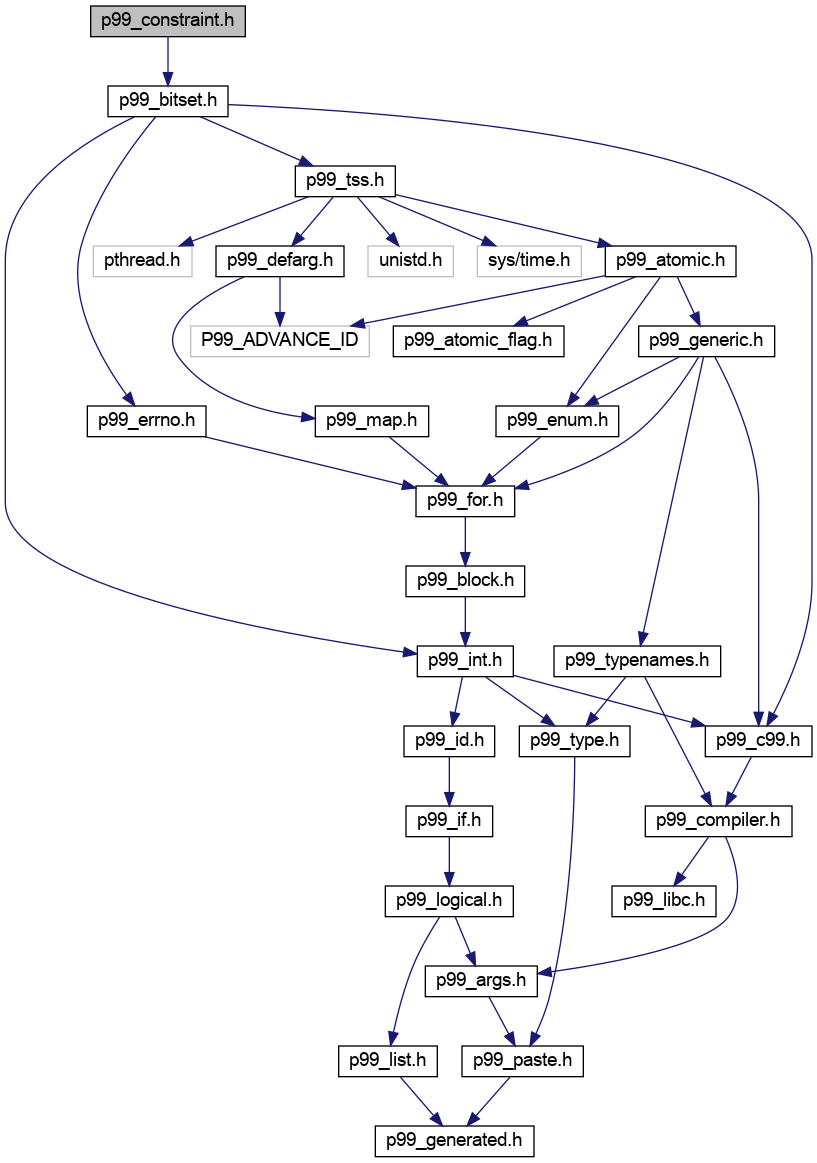 p99_constraint.h
p99_bitset.h
p99_tss.h
pthread.h
p99_defarg.h
unistd.h
sys/time.h
p99_atomic.h
P99_ADVANCE_ID
p99_atomic_flag.h
p99_generic.h
p99_errno.h
p99_map.h
p99_enum.h
p99_for.h
p99_block.h
p99_int.h
p99_typenames.h
p99_id.h
p99_type.h
p99_c99.h
p99_if.h
p99_compiler.h
p99_logical.h
p99_libc.h
p99_args.h
p99_list.h
p99_paste.h
p99_generated.h